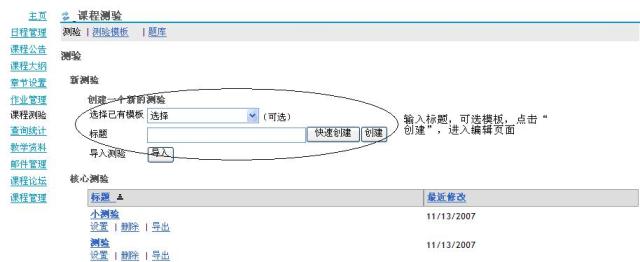 主页
日程管理
课程公告
课程大纲
章节设置
作业管理
课程测验
查询统计
教学资料
邮件管理
课程论坛
课程管理
课程测验
测验 | 测验模板 | 题库
测验
新测验
创建一个新的测验
选择已有模板 选择 (可选)
标题 快速创建 创建
导入测验 导入
输入标题，可选模板，点击“
创建”，进入编辑页面
核心测验
标题 最近修改
小测验 11/13/2007
设置 | 删除 | 导出
测验 11/13/2007
设置 | 删除 | 导出